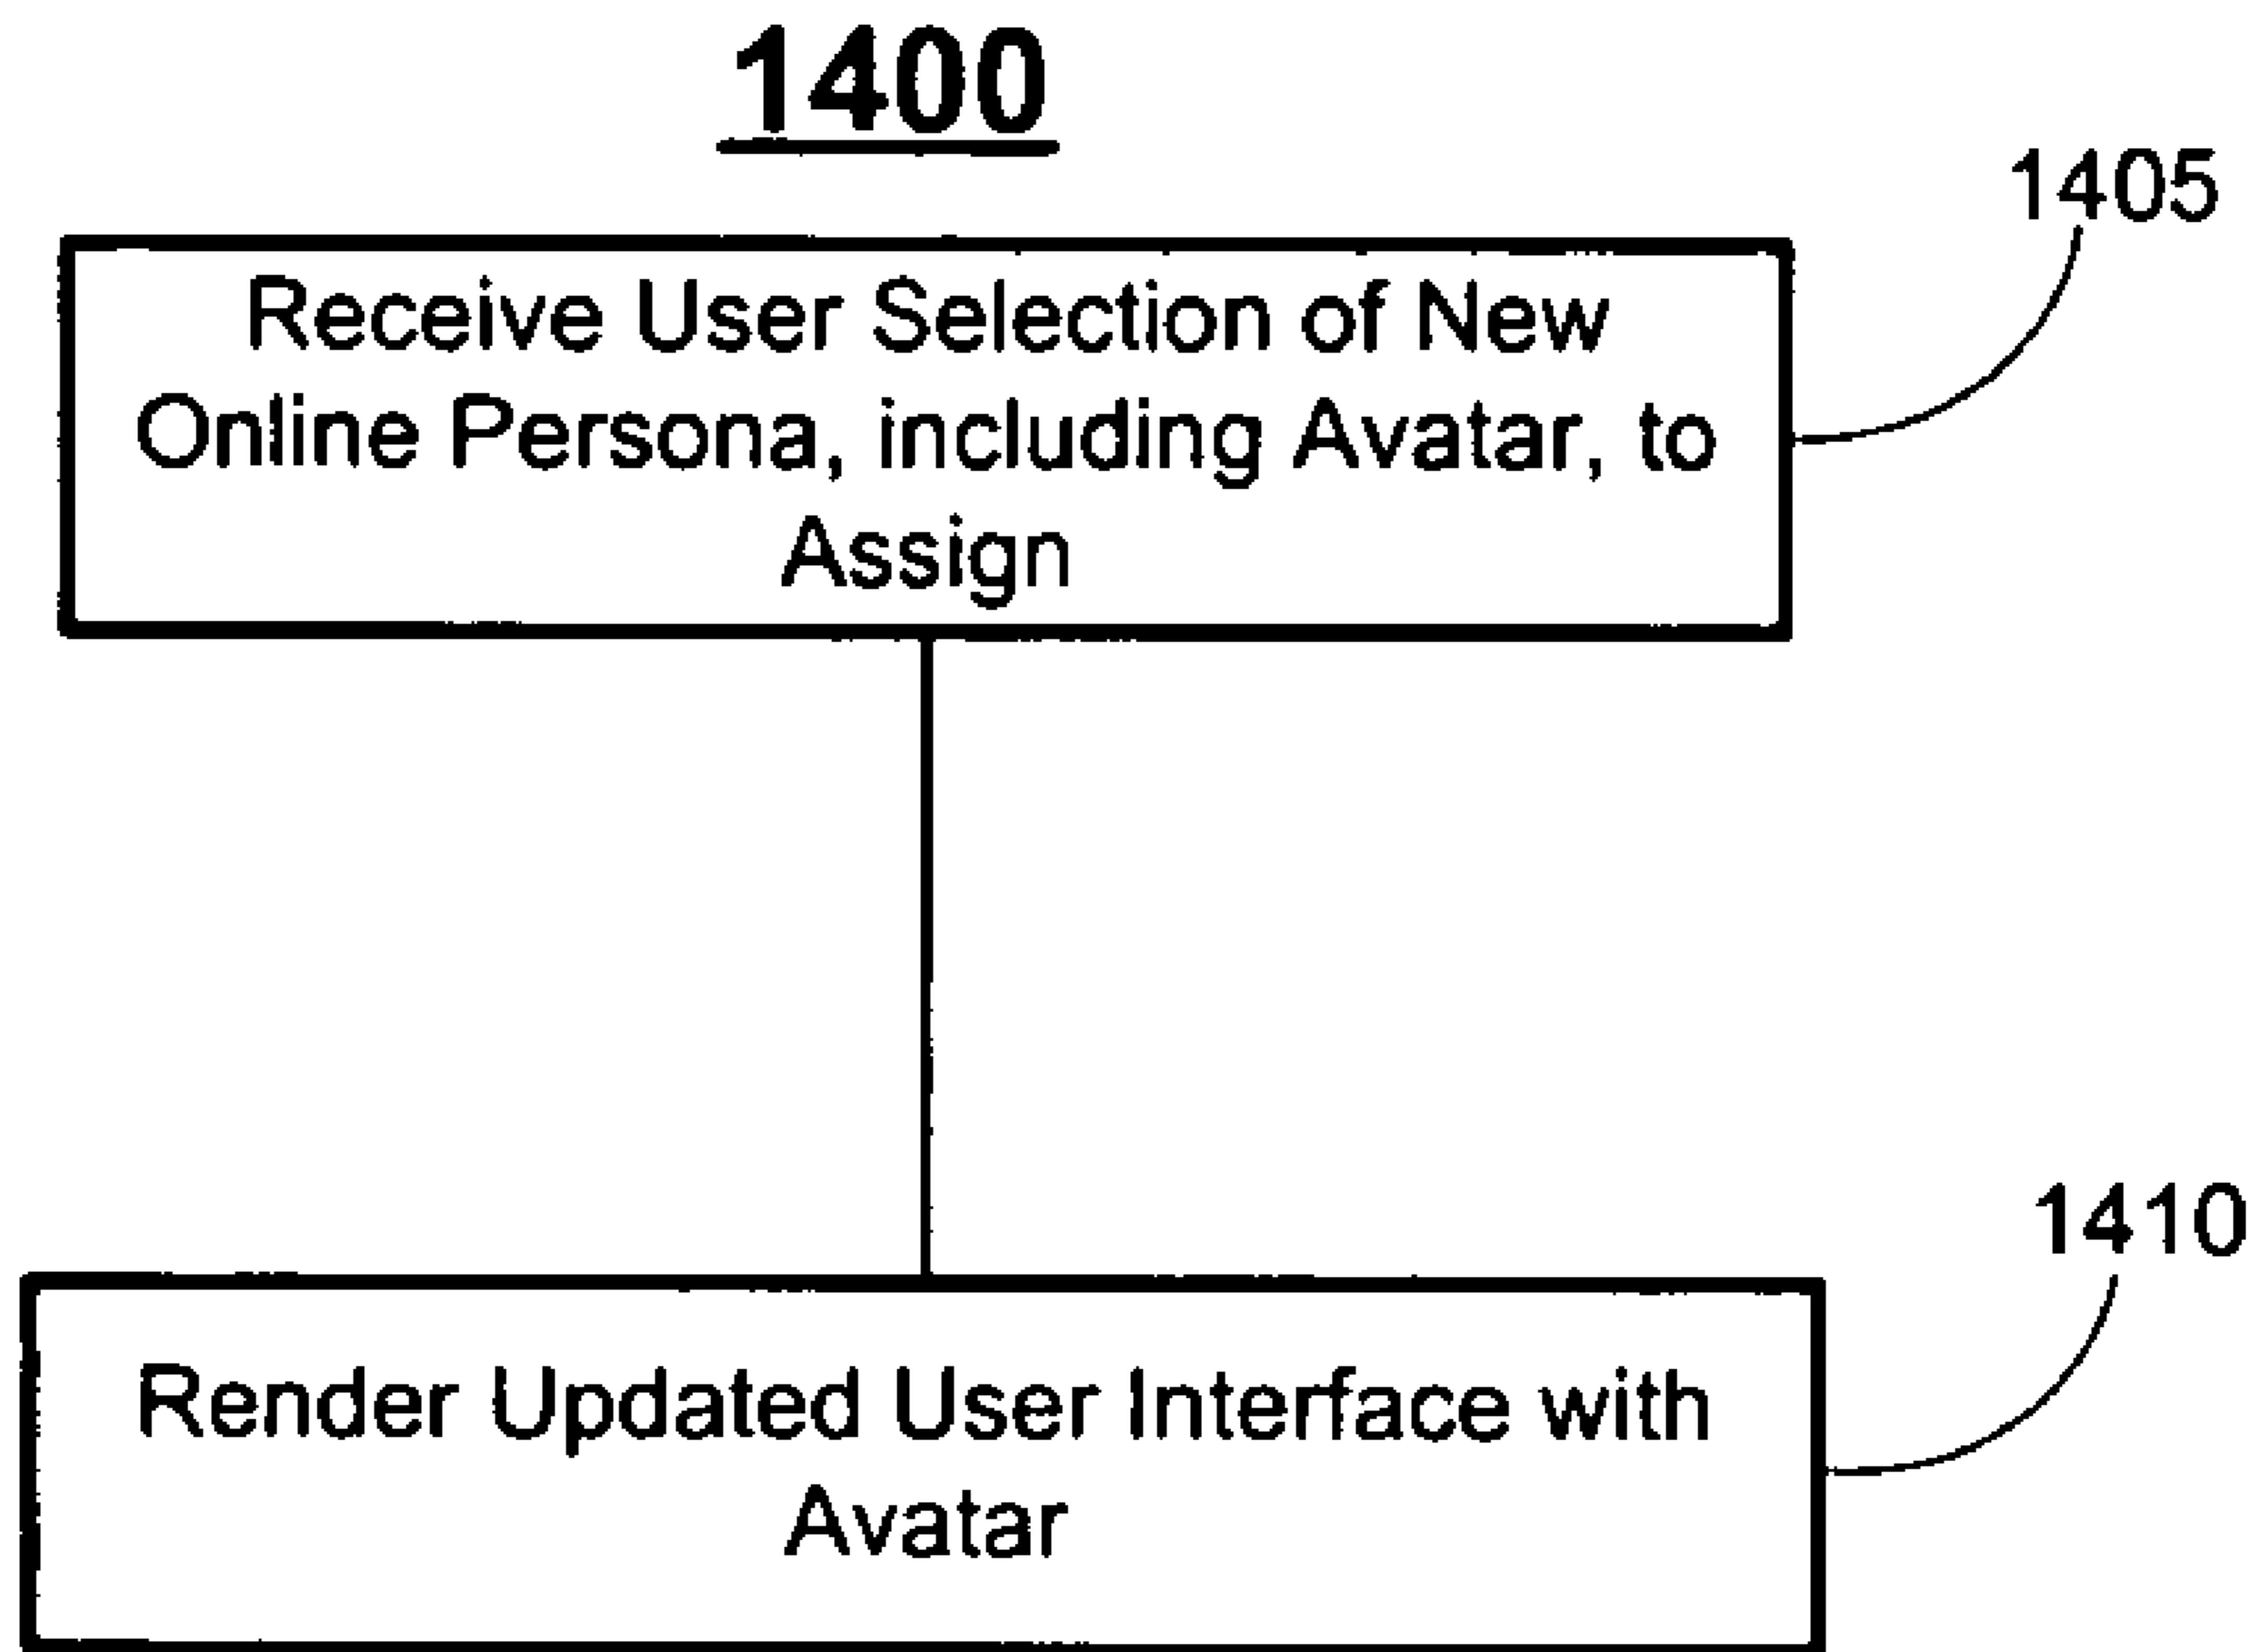 1400
1405
Receive User Selection of New
Online Persona, including Avatar, to
Assign
1410
Render Updated User Interface with
Avatar